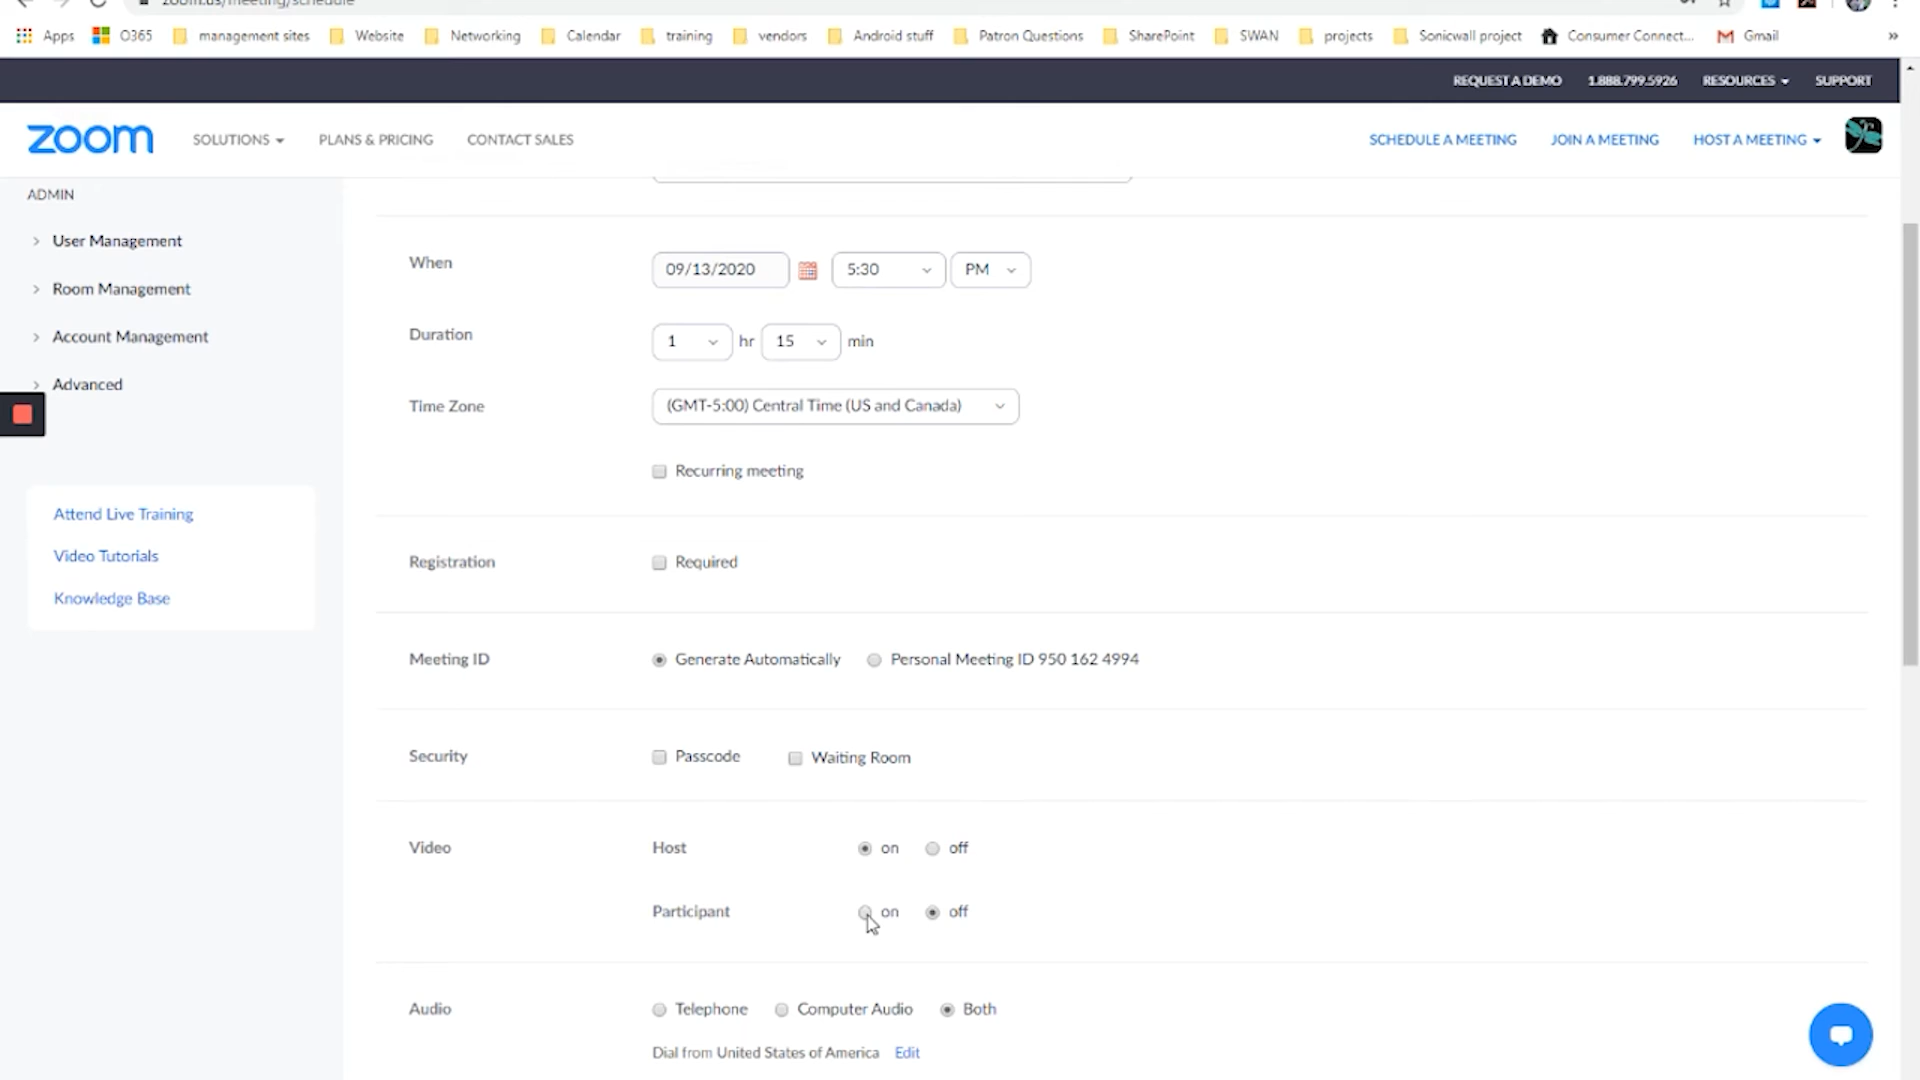 zoom.us/meeting/schedule
Apps O365 management sites Website Networking Calendar training vendors Android stuff Patron Questions SharePoint SWAN projects Sonicwall project Consumer Connect... Gmail »
REQUEST A DEMO 1.888.799.5926 RESOURCES SUPPORT
zoom SOLUTIONS PLANS & PRICING CONTACT SALES SCHEDULE A MEETING JOIN A MEETING HOST A MEETING
ADMIN
User Management
Room Management
Account Management
Advanced
Attend Live Training
Video Tutorials
Knowledge Base
When 09/13/2020 5:30 PM
Duration 1 hr 15 min
Time Zone (GMT-5:00) Central Time (US and Canada)
Recurring meeting
Registration Required
Meeting ID Generate Automatically Personal Meeting ID 950 162 4994
Security Passcode Waiting Room
Video Host on off
Participant on off
Audio Telephone Computer Audio Both
Dial from United States of America Edit